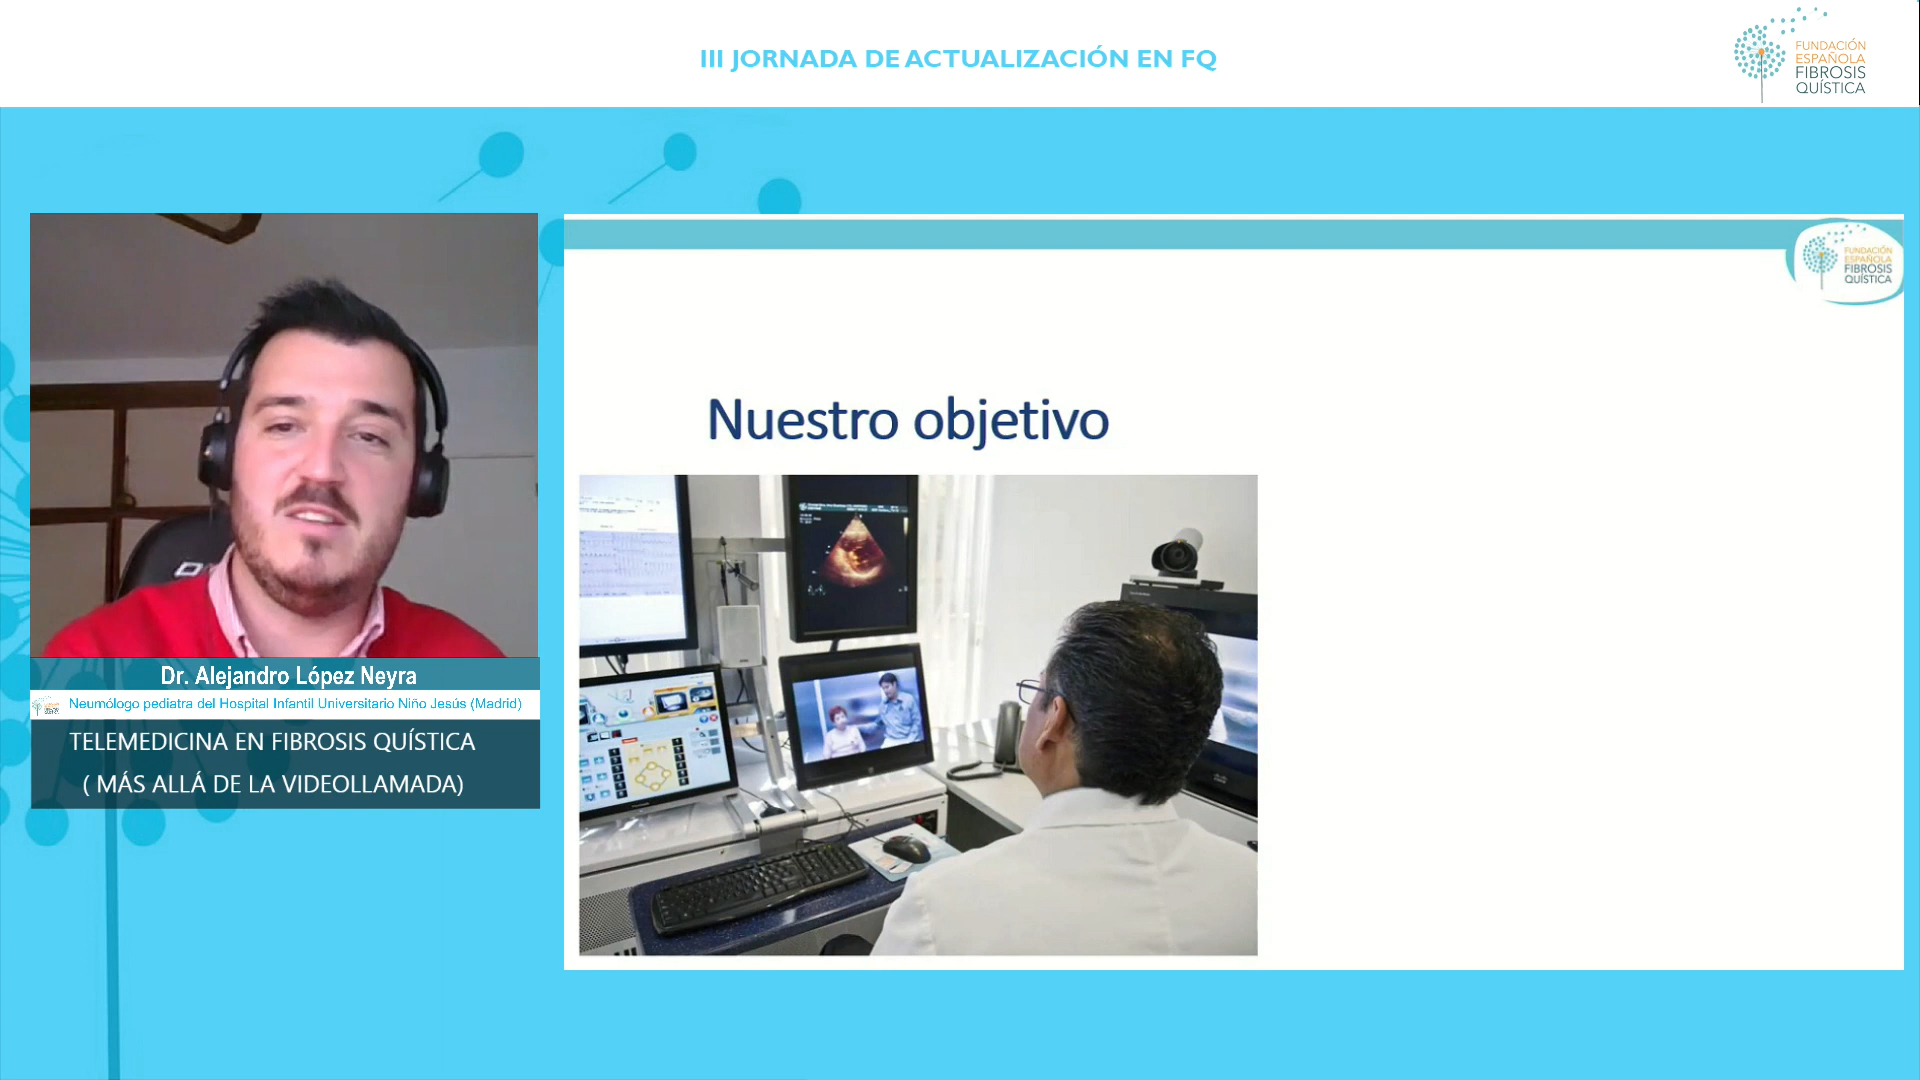 III JORNADA DE ACTUALIZACIÓN EN FQ
FUNDACIÓN
ESPAÑOLA
FIBROSIS
QUÍSTICA
FUNDACIÓN
ESPAÑOLA
FIBROSIS
QUÍSTICA
Nuestro objetivo
Dr. Alejandro López Neyra
Neumólogo pediatra del Hospital Infantil Universitario Niño Jesús (Madrid)
TELEMEDICINA EN FIBROSIS QUÍSTICA
( MÁS ALLÁ DE LA VIDEOLLAMADA)